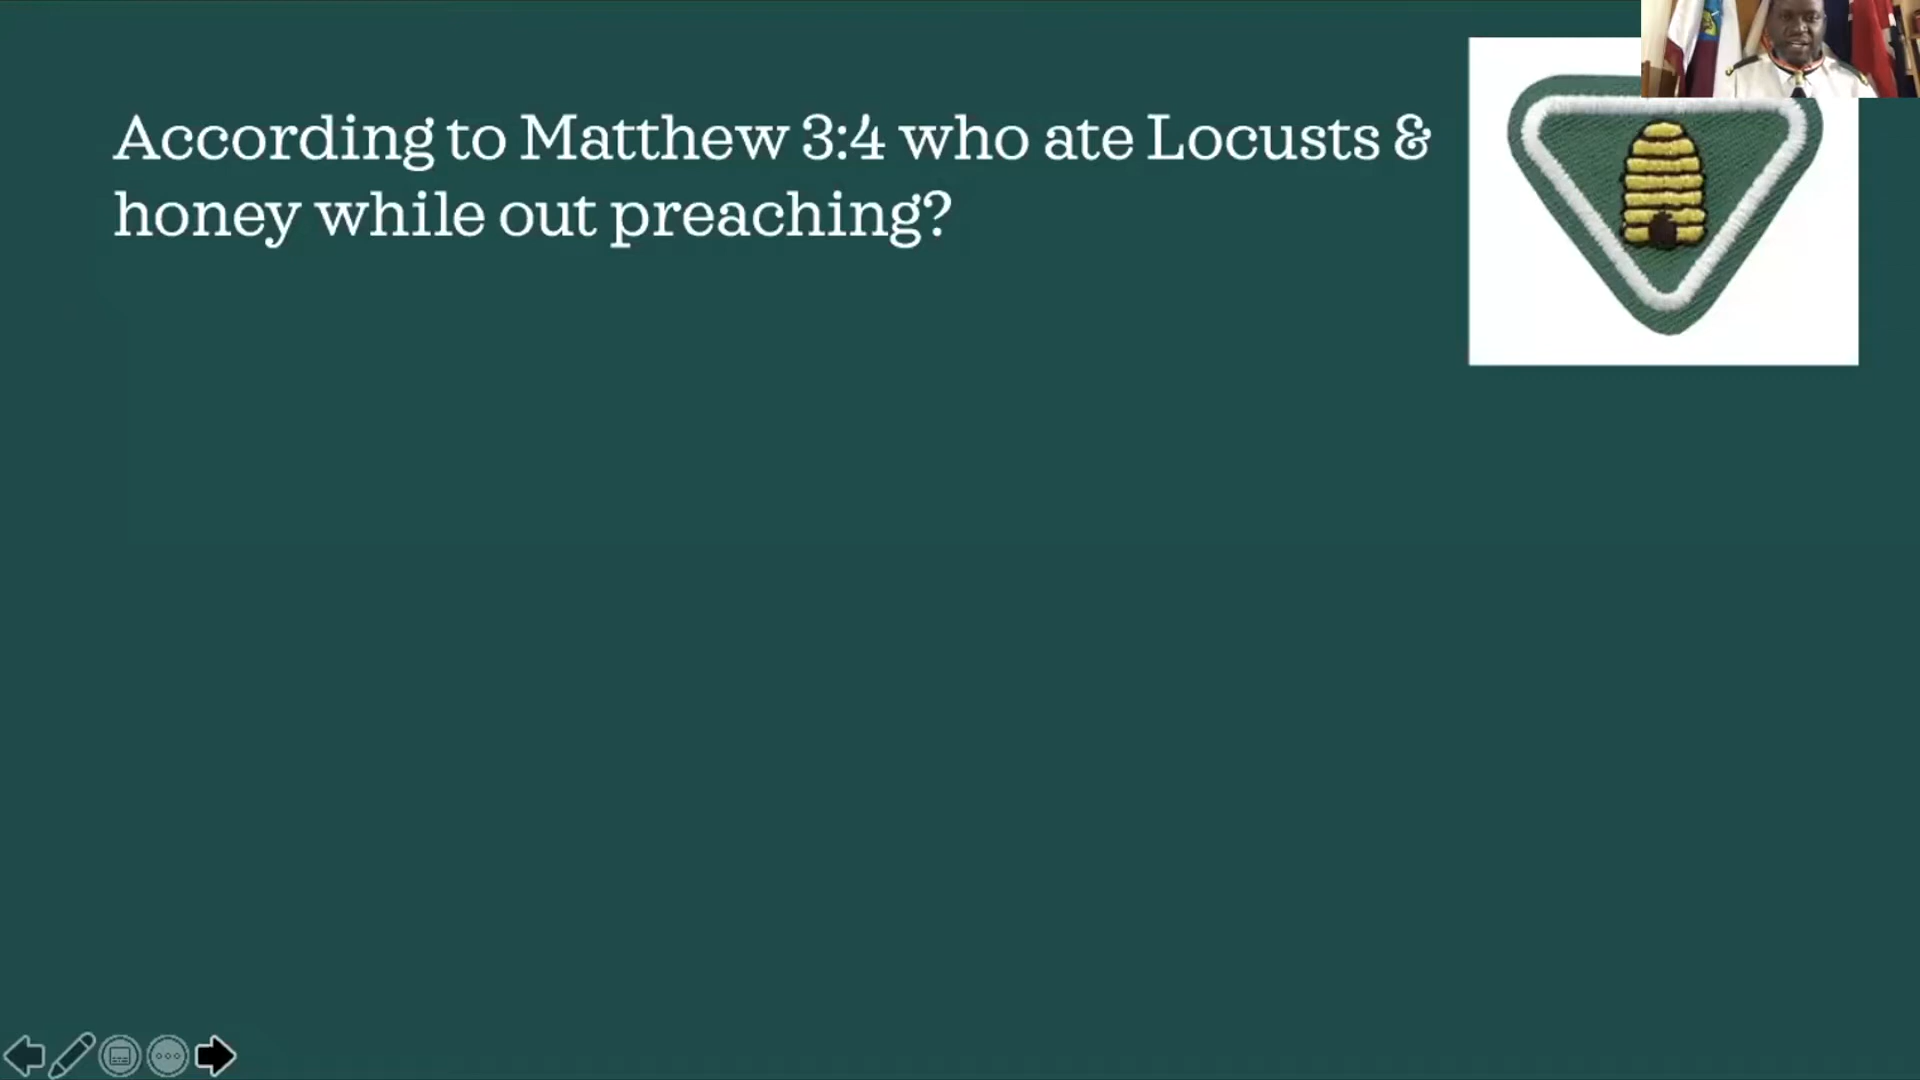 According to Matthew 3:4 who ate Locusts &
honey while out preaching?